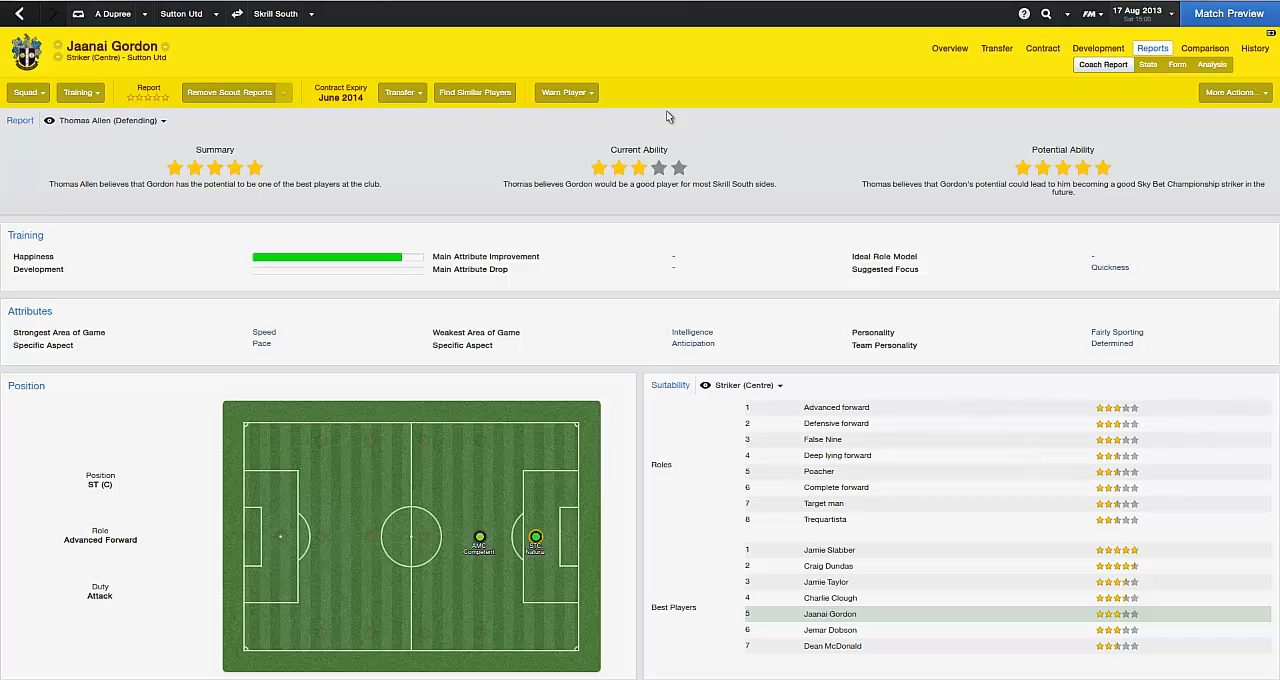 A Dupree
Sutton Utd
Skrill South
FM
17 Aug 2013
Sat 15:00
Match Preview
Jaanai Gordon
Striker (Centre) - Sutton Utd
Overview
Transfer
Contract
Development
Reports
Comparison
History
Coach Report
Stats
Form
Analysis
Squad
Training
Report
Remove Scout Reports
Contract Expiry
June 2014
Transfer
Find Similar Players
Warn Player
More Actions...
Report
Thomas Allen (Defending)
Summary
Current Ability
Potential Ability
Thomas Allen believes that Gordon has the potential to be one of the best players at the club.
Thomas believes Gordon would be a good player for most Skrill South sides.
Thomas believes that Gordon's potential could lead to him becoming a good Sky Bet Championship striker in the
future.
Training
Happiness
Main Attribute Improvement -
Ideal Role Model -
Development
Main Attribute Drop -
Suggested Focus Quickness
Attributes
Strongest Area of Game Speed
Weakest Area of Game Intelligence
Personality Fairly Sporting
Specific Aspect Pace
Specific Aspect Anticipation
Team Personality Determined
Position
Position
ST (C)
Role
Advanced Forward
Duty
Attack
AMC
Competent
STC
Natural
Suitability
Striker (Centre)
Roles
1 Advanced forward
2 Defensive forward
3 False Nine
4 Deep lying forward
5 Poacher
6 Complete forward
7 Target man
8 Trequartista
Best Players
1 Jamie Slabber
2 Craig Dundas
3 Jamie Taylor
4 Charlie Clough
5 Jaanai Gordon
6 Jemar Dobson
7 Dean McDonald